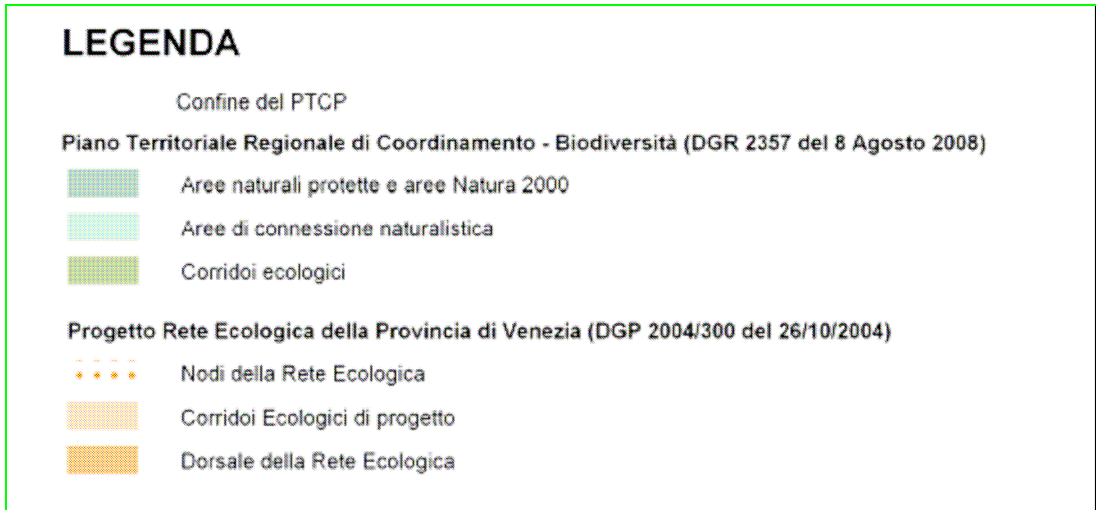 LEGENDA
Confine del PTCP
Piano Territoriale Regionale di Coordinamento - Biodiversità (DGR 2357 del 8 Agosto 2008)
Aree naturali protette e aree Natura 2000
Aree di connessione naturalistica
Corridoi ecologici
Progetto Rete Ecologica della Provincia di Venezia (DGP 2004/300 del 26/10/2004)
Nodi della Rete Ecologica
Corridoi Ecologici di progetto
Dorsale della Rete Ecologica